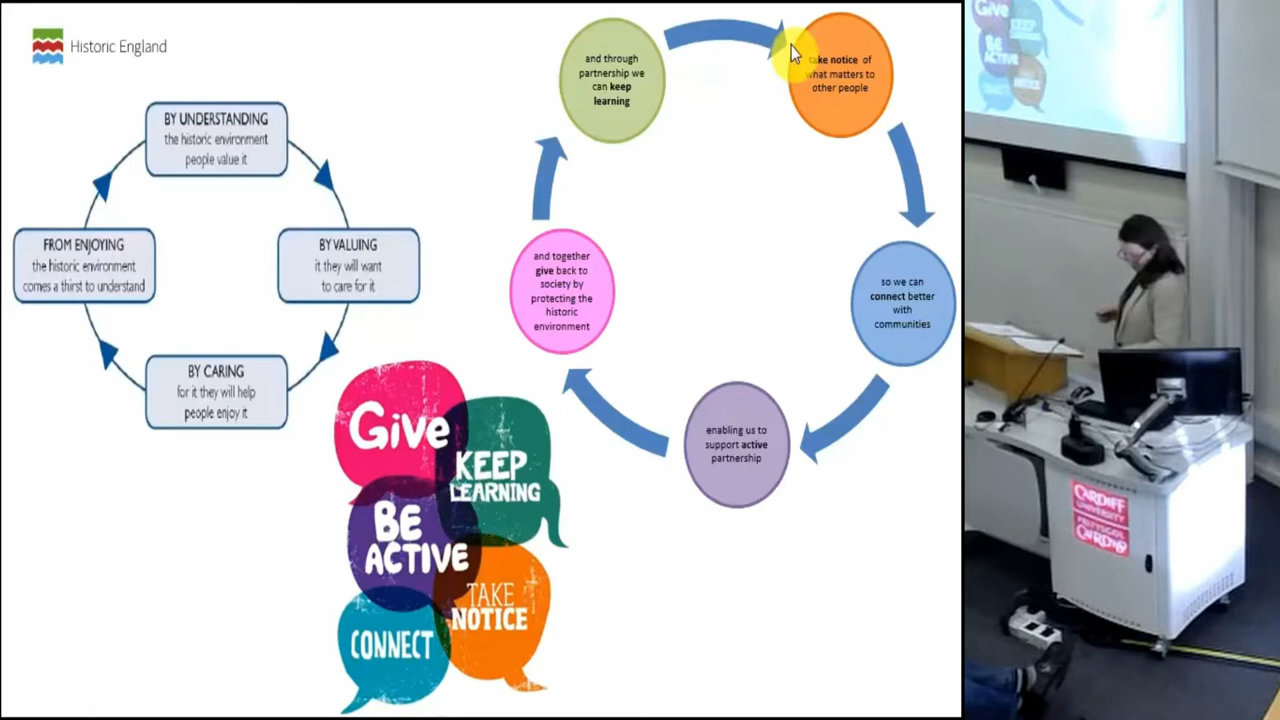 Historic England
BY UNDERSTANDING
the historic environment
people value it
BY VALUING
it they will want
to care for it
BY CARING
for it they will help
people enjoy it
FROM ENJOYING
the historic environment
comes a thirst to understand
and through
partnership we
can keep
learning
take notice of
what matters to
other people
so we can
connect better
with
communities
enabling us to
support active
partnership
and together
give back to
society by
protecting the
historic
environment
Give
KEEP
LEARNING
BE
ACTIVE
TAKE
NOTICE
CONNECT
Give
KEEP
BE
ACTIVE
CARDIFF
UNIVERSITY
PRIFYSGOL
CAERDYDD